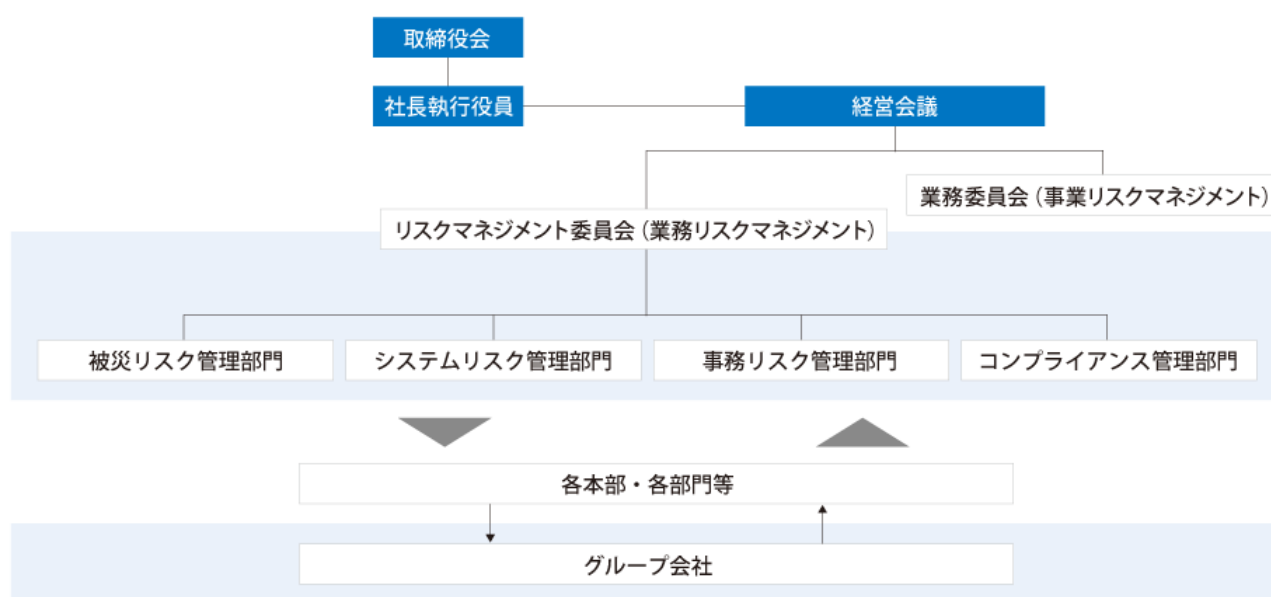 取締役会
社長執行役員
経営会議
業務委員会（事業リスクマネジメント）
リスクマネジメント委員会（業務リスクマネジメント）
被災リスク管理部門
システムリスク管理部門
事務リスク管理部門
コンプライアンス管理部門
各本部・各部門等
グループ会社